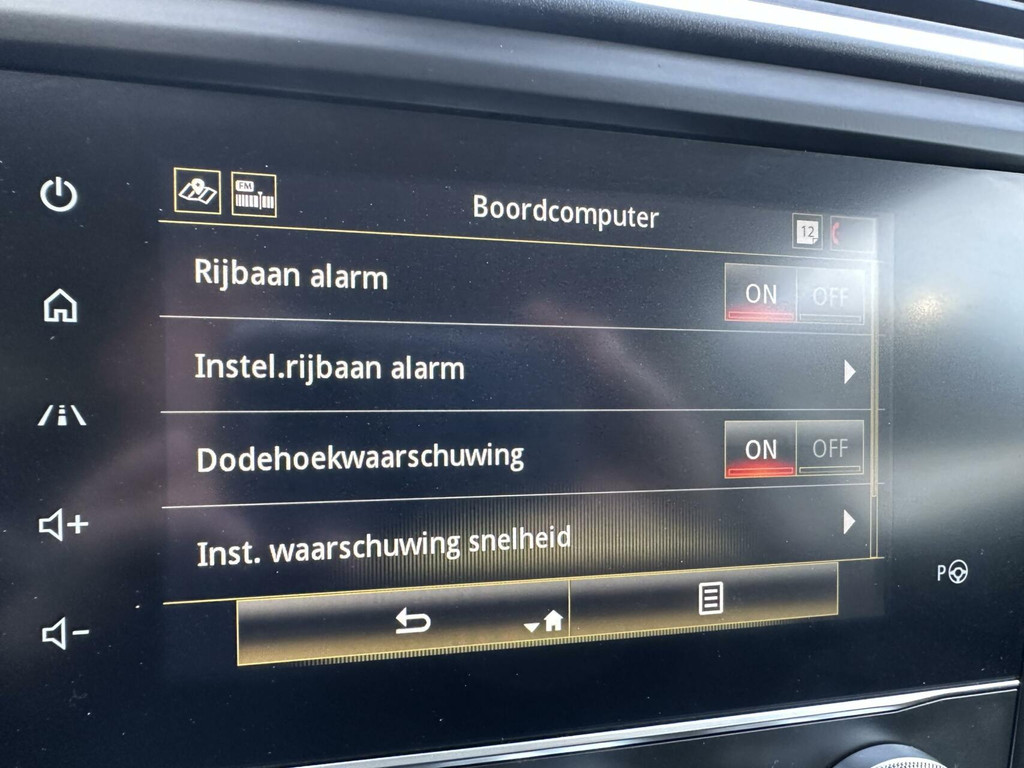 FM
Boordcomputer
12
Rijbaan alarm
ON OFF
Instel.rijbaan alarm
Dodehoekwaarschuwing
ON OFF
Inst. waarschuwing snelheid
P